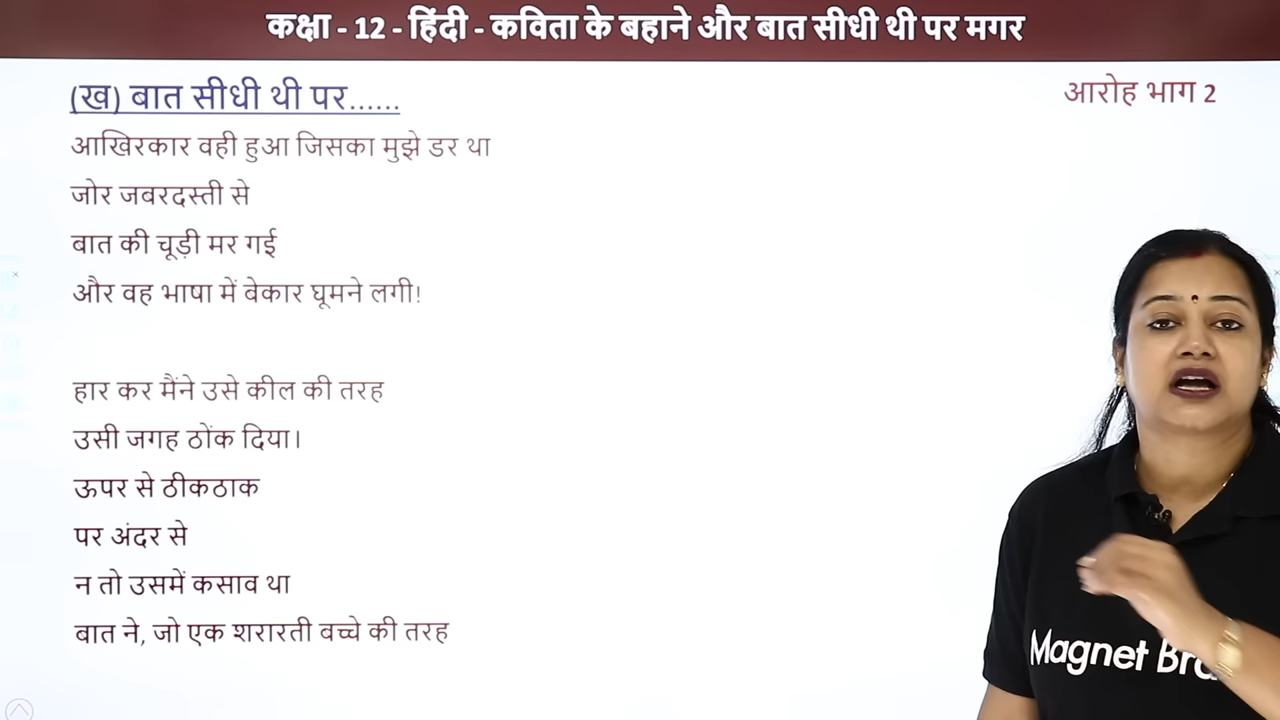 कक्षा - 12 - हिंदी - कविता के बहाने और बात सीधी थी पर मगर
(ख) बात सीधी थी पर......
आरोह भाग 2
आखिरकार वही हुआ जिसका मुझे डर था
जोर जबरदस्ती से
बात की चूड़ी मर गई
और वह भाषा में बेकार घूमने लगी!
हार कर मैंने उसे कील की तरह
उसी जगह ठोंक दिया।
ऊपर से ठीकठाक
पर अंदर से
न तो उसमें कसाव था
बात ने, जो एक शरारती वच्चे की तरह
Magnet Bra